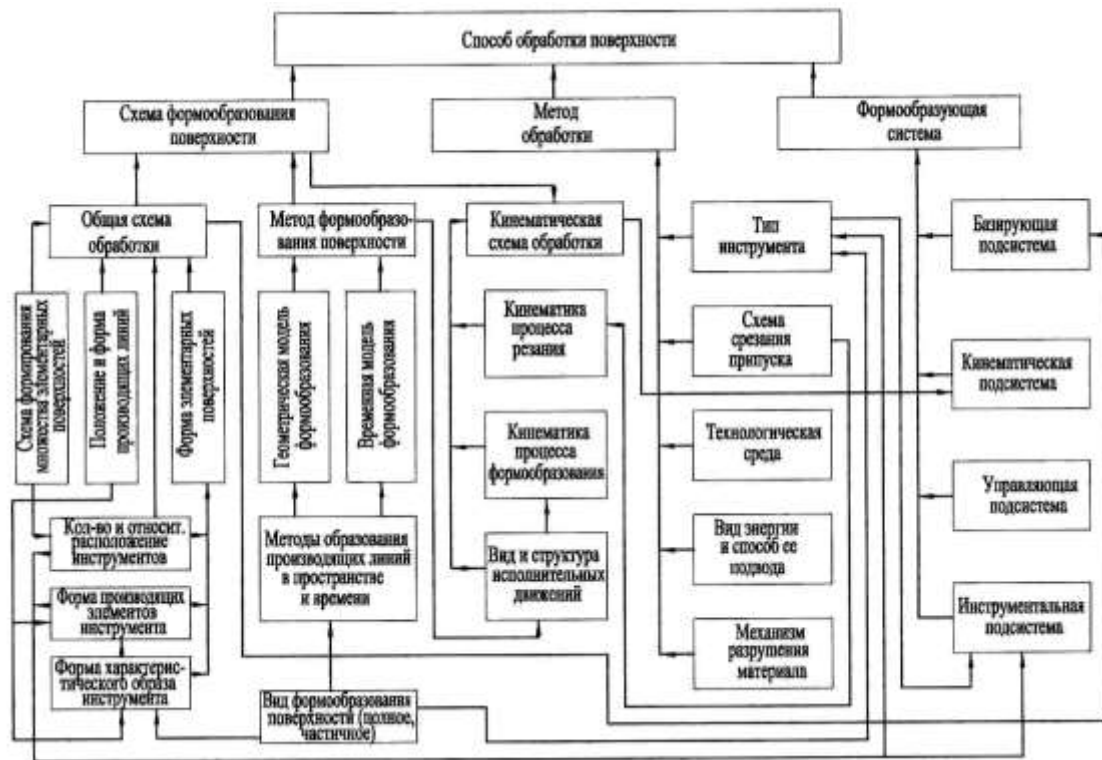 Способ обработки поверхности
Схема формообразования
поверхности
Метод
обработки
Формообразующая
система
Общая схема
обработки
Метод формообразо-
вания поверхности
Кинематическая
схема обработки
Тип
инструмента
Базирующая
подсистема
Схема формирования
множества элементарных
поверхностей
Положение и форма
производящих линий
Форма элементарных
поверхностей
Геометрическая модель
формообразования
Временная модель
формообразования
Кинематика
процесса
резания
Схема
срезания
припуска
Кинематическая
подсистема
Кинематика
процесса
формообразования
Технологическая
среда
Управляющая
подсистема
Кол-во и относит.
расположение
инструментов
Методы образования
производящих линий
в пространстве
и времени
Вид и структура
исполнительных
движений
Вид энергии
и способ ее
подвода
Форма производящих
элементов
инструмента
Инструментальная
подсистема
Форма характерис-
тического образа
инструмента
Механизм
разрушения
материала
Вид формообразования
поверхности (полное,
частичное)